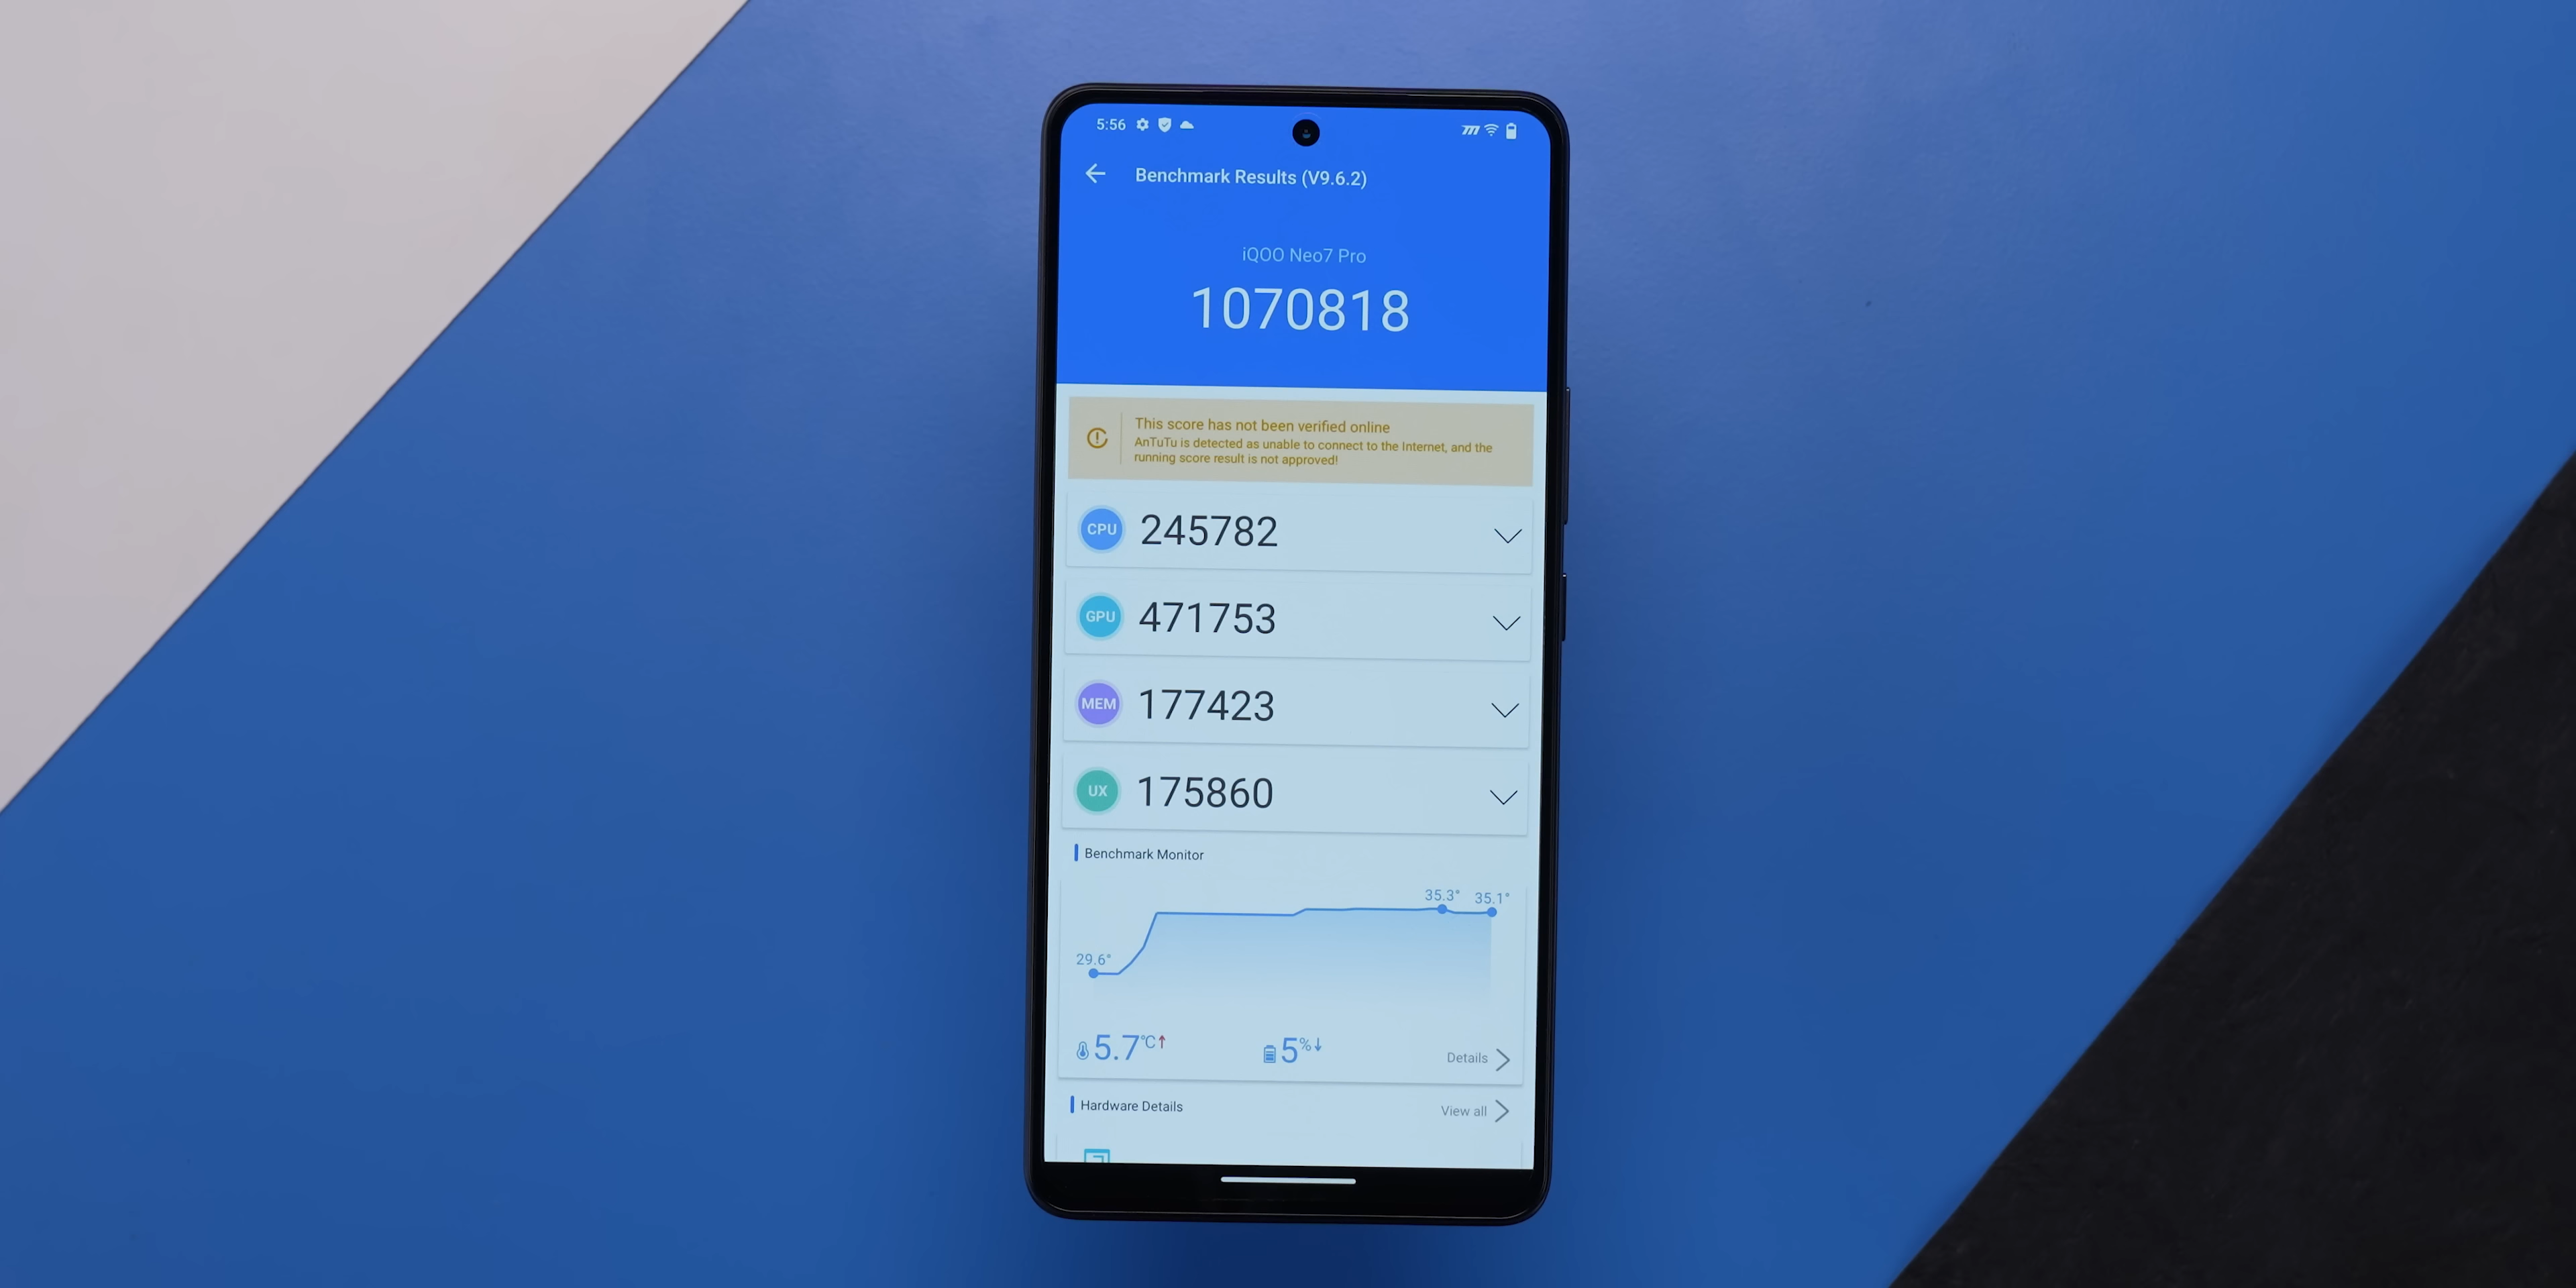 5:56
Benchmark Results (V9.6.2)
iQOO Neo7 Pro
1070818
This score has not been verified online
AnTuTu is detected as unable to connect to the Internet, and the
running score result is not approved!
CPU 245782
GPU 471753
MEM 177423
UX 175860
Benchmark Monitor
35.3° 35.1°
29.6°
5.7°C↑ 5%↓ Details
Hardware Details View all